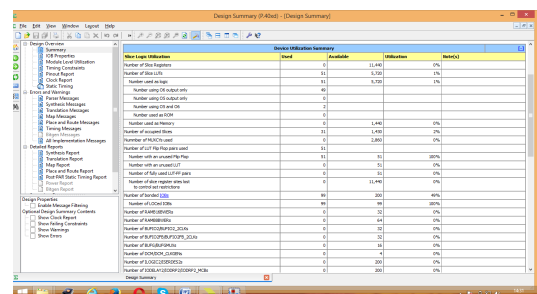 Design Summary (P.40xd) - [Design Summary]
File Edit View Window Layout Help
Design Overview
Summary
IOB Properties
Module Level Utilization
Timing Constraints
Pinout Report
Clock Report
Static Timing
Errors and Warnings
Parser Messages
Synthesis Messages
Translation Messages
Map Messages
Place and Route Messages
Timing Messages
Bitgen Messages
All Implementation Messages
Detailed Reports
Synthesis Report
Translation Report
Map Report
Place and Route Report
Post-PAR Static Timing Report
Power Report
Bitgen Report
Design Properties
Enable Message Filtering
Optional Design Summary Contents
Show Clock Report
Show Failing Constraints
Show Warnings
Show Errors
Device Utilization Summary
Slice Logic Utilization Used Available Utilization Note(s)
Number of Slice Registers 0 11,440 0%
Number of Slice LUTs 51 5,720 1%
Number used as logic 51 5,720 1%
Number using O6 output only 49
Number using O5 output only 0
Number using O5 and O6 2
Number used as ROM 0
Number used as Memory 0 1,440 0%
Number of occupied Slices 31 1,430 2%
Number of MUXCYs used 0 2,860 0%
Number of LUT Flip Flop pairs used 51
Number with an unused Flip Flop 51 51 100%
Number with an unused LUT 0 51 0%
Number of fully used LUT-FF pairs 0 51 0%
Number of slice register sites lost
to control set restrictions 0 11,440 0%
Number of bonded IOBs 99 200 49%
Number of LOCed IOBs 99 99 100%
Number of RAMB16BWERs 0 32 0%
Number of RAMB8BWERs 0 64 0%
Number of BUFIO2/BUFIO2_2CLKs 0 32 0%
Number of BUFIO2FB/BUFIO2FB_2CLKs 0 32 0%
Number of BUFG/BUFGMUXs 0 16 0%
Number of DCM/DCM_CLKGENs 0 4 0%
Number of ILOGIC2/ISERDES2s 0 200 0%
Number of IODELAY2/IODRP2/IODRP2_MCBs 0 200 0%
Design Summary